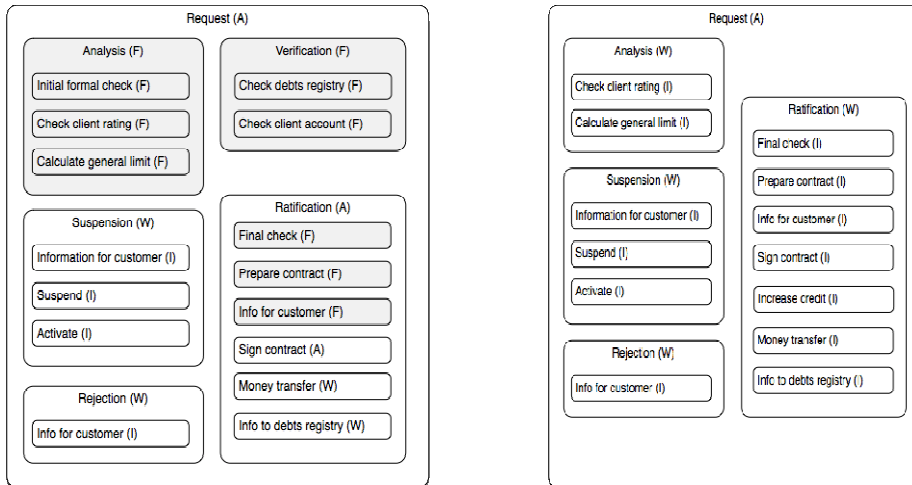 Request (A)
Analysis (F)
Initial formal check (F)
Check client rating (F)
Calculate general limit (F)
Verification (F)
Check debts registry (F)
Check client account (F)
Suspension (W)
Information for customer (I)
Suspend (I)
Activate (I)
Rejection (W)
Info for customer (I)
Ratification (A)
Final check (F)
Prepare contract (F)
Info for customer (F)
Sign contract (A)
Money transfer (W)
Info to debts registry (W)
Request (A)
Analysis (W)
Check client rating (I)
Calculate general limit (I)
Suspension (W)
Information for customer (I)
Suspend (I)
Activate (I)
Rejection (W)
Info for customer (I)
Ratification (W)
Final check (I)
Prepare contract (I)
Info for customer (I)
Sign contract (I)
Increase credit (I)
Money transfer (I)
Info to debts registry (I)